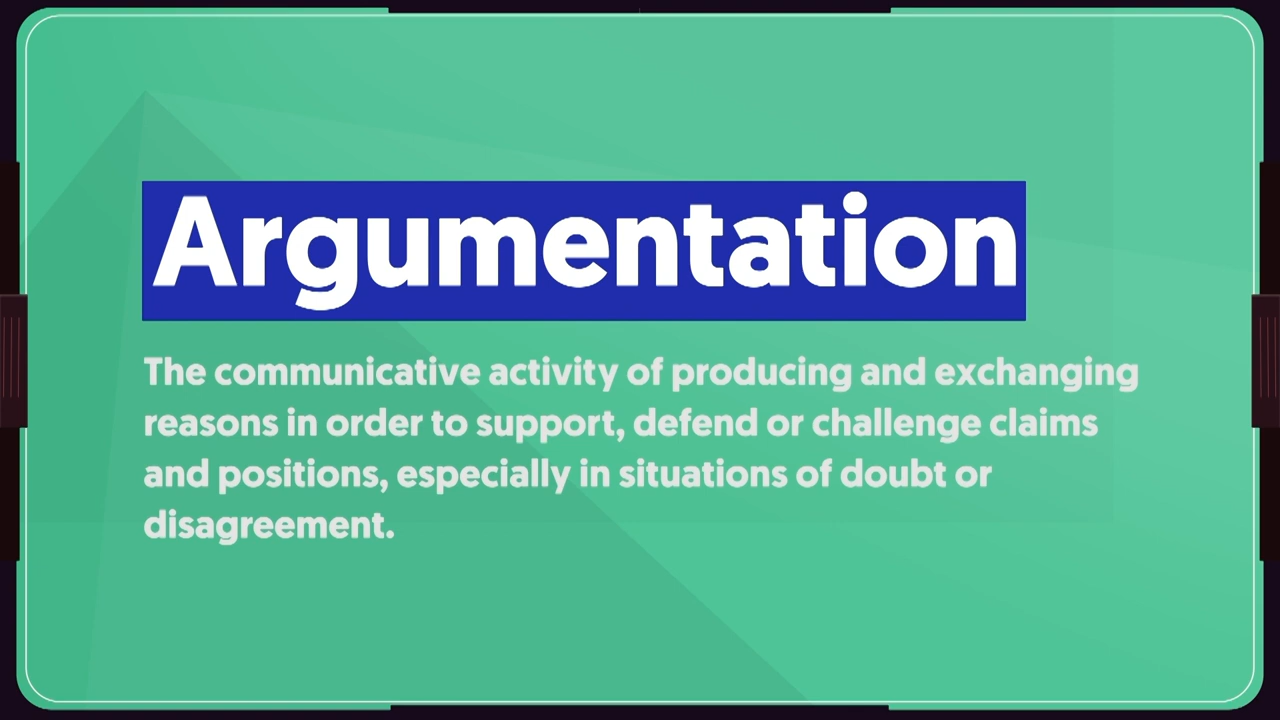 Argumentation
The communicative activity of producing and exchanging
reasons in order to support, defend or challenge claims
and positions, especially in situations of doubt or
disagreement.